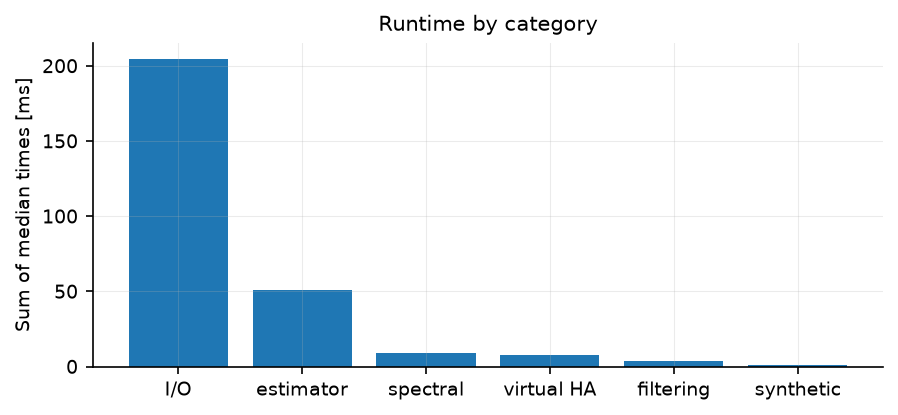 Runtime by category
Sum of median times [ms]
200
150
100
50
0
I/O estimator spectral virtual HA filtering synthetic